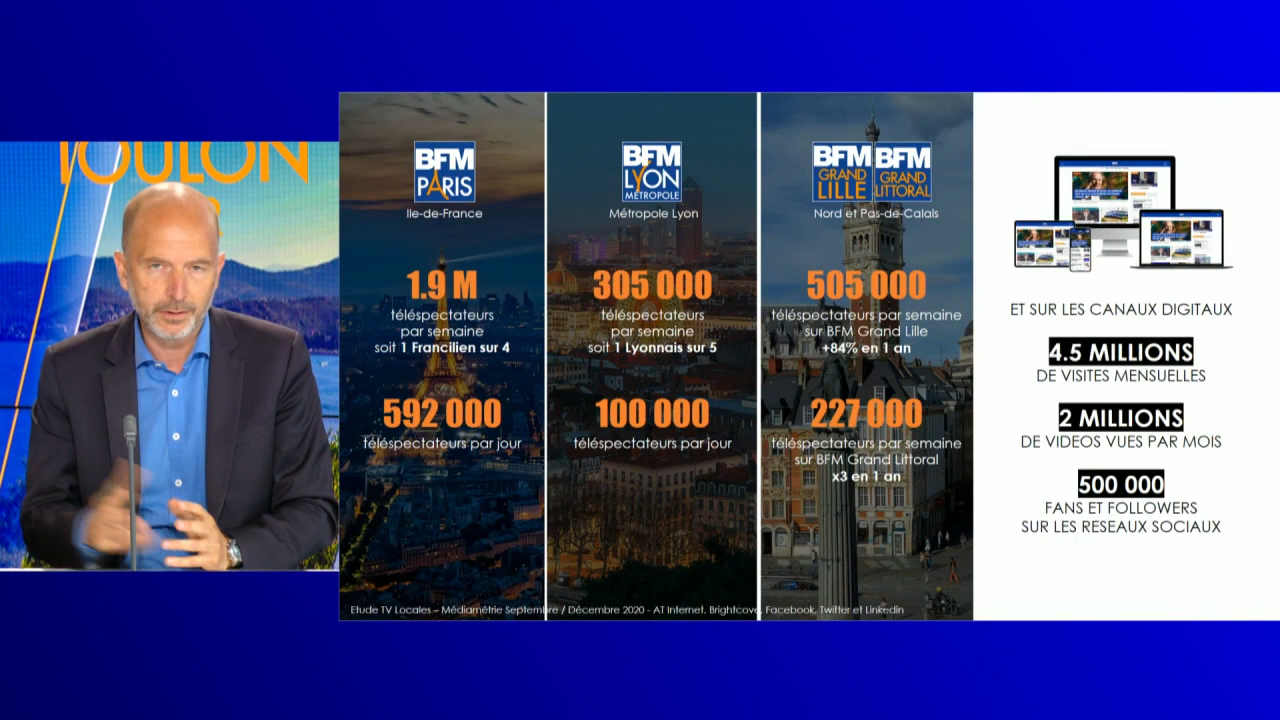 TOULON
BFM
PARIS
Ile-de-France
1.9 M
téléspectateurs
par semaine
soit 1 Francilien sur 4
592 000
téléspectateurs par jour
BFM
LYON
MÉTROPOLE
Métropole Lyon
305 000
téléspectateurs
par semaine
soit 1 Lyonnais sur 5
100 000
téléspectateurs par jour
BFM
GRAND
LILLE
BFM
GRAND
LITTORAL
Nord et Pas-de-Calais
505 000
téléspectateurs par semaine
sur BFM Grand Lille
+84% en 1 an
227 000
téléspectateurs par semaine
sur BFM Grand Littoral
x3 en 1 an
ET SUR LES CANAUX DIGITAUX
4.5 MILLIONS
DE VISITES MENSUELLES
2 MILLIONS
DE VIDEOS VUES PAR MOIS
500 000
FANS ET FOLLOWERS
SUR LES RESEAUX SOCIAUX
Etude TV Locales – Médiamétrie Septembre / Décembre 2020 - AT Internet, Brightcove, Facebook, Twitter et Linkedin